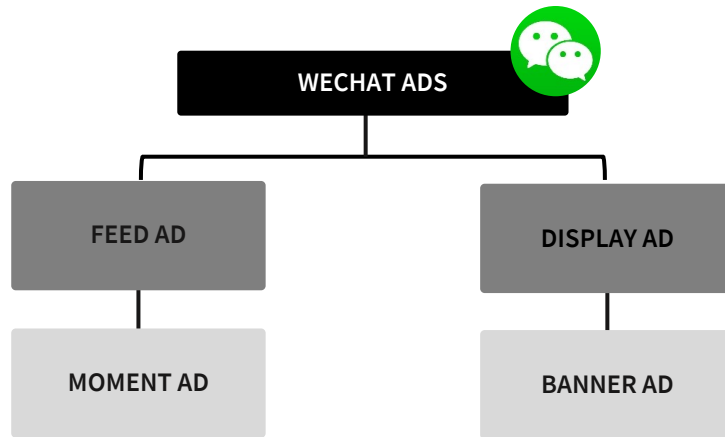 WECHAT ADS
FEED AD
DISPLAY AD
MOMENT AD
BANNER AD